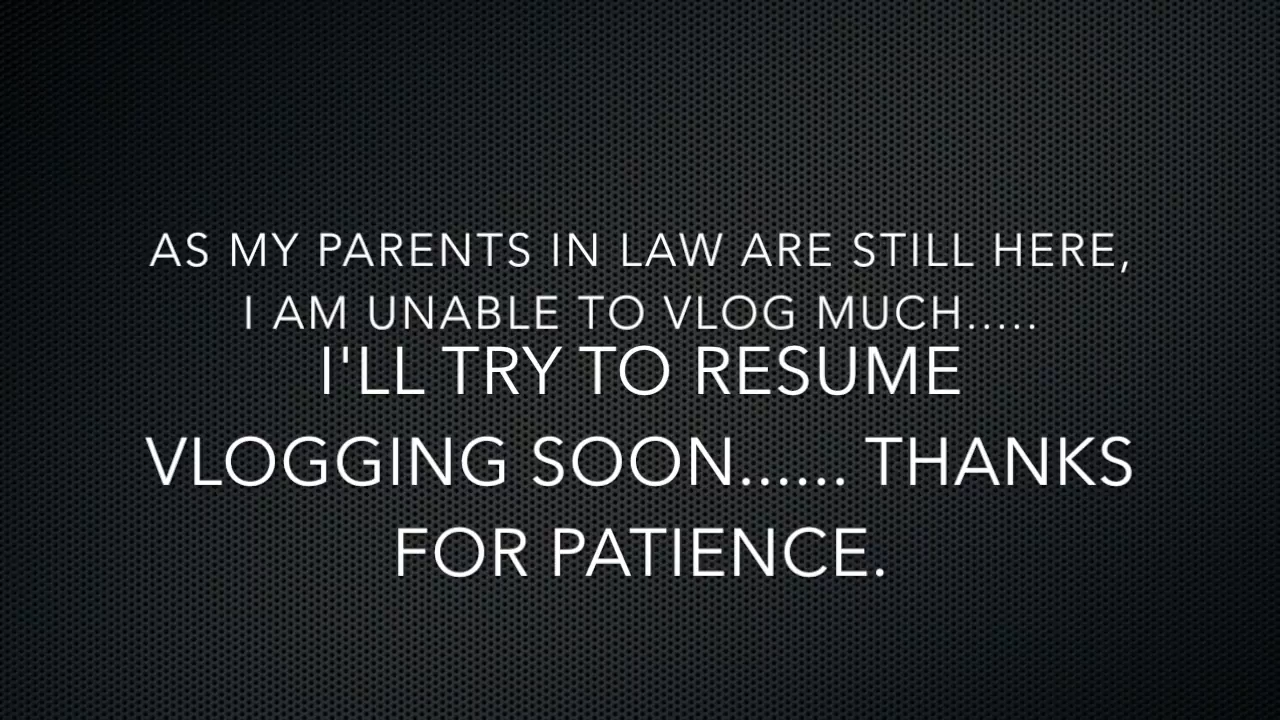 AS MY PARENTS IN LAW ARE STILL HERE,
I AM UNABLE TO VLOG MUCH.....
I'LL TRY TO RESUME
VLOGGING SOON...... THANKS
FOR PATIENCE.